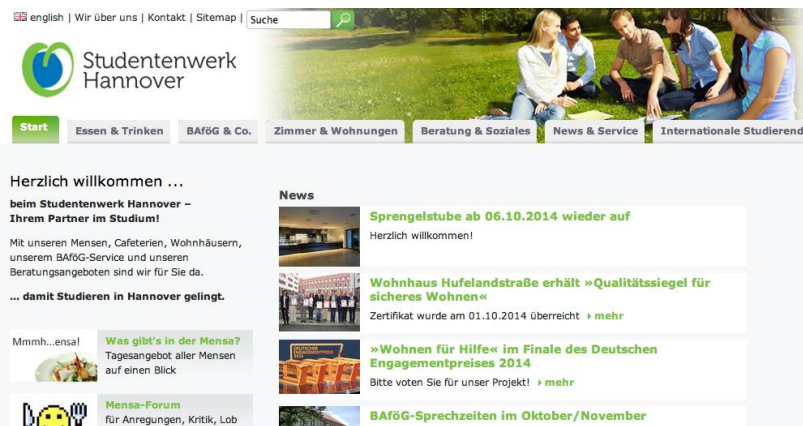 english | Wir über uns | Kontakt | Sitemap | Suche
Studentenwerk
Hannover
Start Essen & Trinken BAföG & Co. Zimmer & Wohnungen Beratung & Soziales News & Service Internationale Studierend
Herzlich willkommen ...
beim Studentenwerk Hannover –
Ihrem Partner im Studium!
Mit unseren Mensen, Cafeterien, Wohnhäusern,
unserem BAföG-Service und unseren
Beratungsangeboten sind wir für Sie da.
... damit Studieren in Hannover gelingt.
Mmmh...ensa!
Was gibt's in der Mensa?
Tagesangebot aller Mensen
auf einen Blick
Mensa-Forum
für Anregungen, Kritik, Lob
News
Sprengelstube ab 06.10.2014 wieder auf
Herzlich willkommen!
Wohnhaus Hufelandstraße erhält »Qualitätssiegel für
sicheres Wohnen«
Zertifikat wurde am 01.10.2014 überreicht mehr
DEUTSCHER
ENGAGEMENTPREIS
2014
»Wohnen für Hilfe« im Finale des Deutschen
Engagementpreises 2014
Bitte voten Sie für unser Projekt! mehr
BAföG-Sprechzeiten im Oktober/November